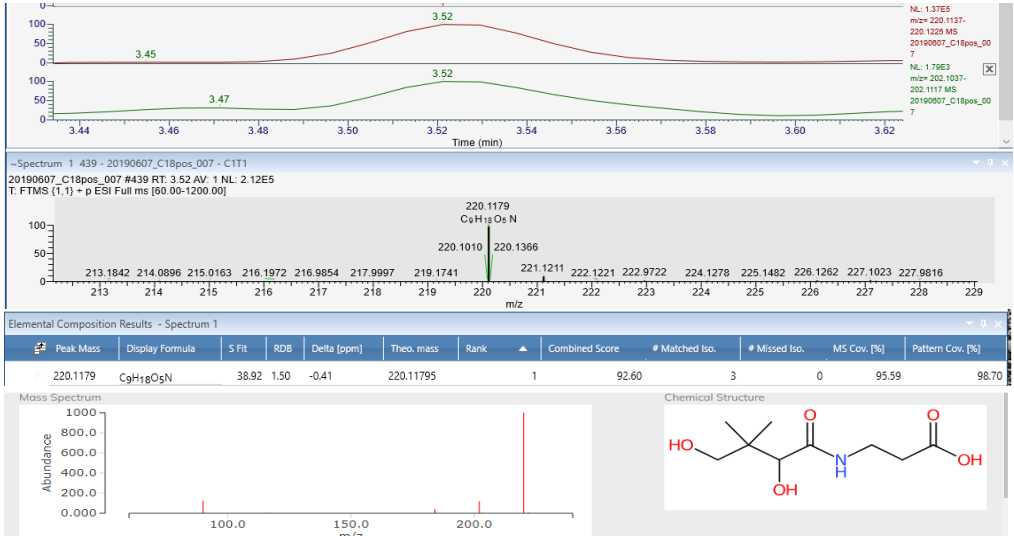 0
NL: 1.37E5
m/z= 220.1137-
220.1225 MS
20190607_C18pos_00
7
3.52
100
50
3.45
0
NL: 1.79E3
m/z= 202.1037-
202.1117 MS
20190607_C18pos_00
7
3.52
100
50
3.47
0
3.44 3.46 3.48 3.50 3.52 3.54 3.56 3.58 3.60 3.62
Time (min)
~Spectrum 1 439 - 20190607_C18pos_007 - C1T1
20190607_C18pos_007 #439 RT: 3.52 AV: 1 NL: 2.12E5
T: FTMS {1,1} + p ESI Full ms [60.00-1200.00]
220.1179
C9H18O5N
100
50
0
220.1010 220.1366
213.1842 214.0896 215.0163 216.1972 216.9854 217.9997 219.1741 221.1211 222.1221 222.9722 224.1278 225.1482 226.1262 227.1023 227.9816
213 214 215 216 217 218 219 220 221 222 223 224 225 226 227 228 229
m/z
Elemental Composition Results - Spectrum 1
Peak Mass Display Formula S Fit RDB Delta [ppm] Theo. mass Rank Combined Score # Matched Iso. # Missed Iso. MS Cov. [%] Pattern Cov. [%]
220.1179 C9H18O5N 38.92 1.50 -0.41 220.11795 1 92.60 3 0 95.59 98.70
Mass Spectrum
Chemical Structure
1000
800.0
600.0
400.0
200.0
0.000
Abundance
100.0 150.0 200.0
m/z
HO O O
N
H
OH
OH